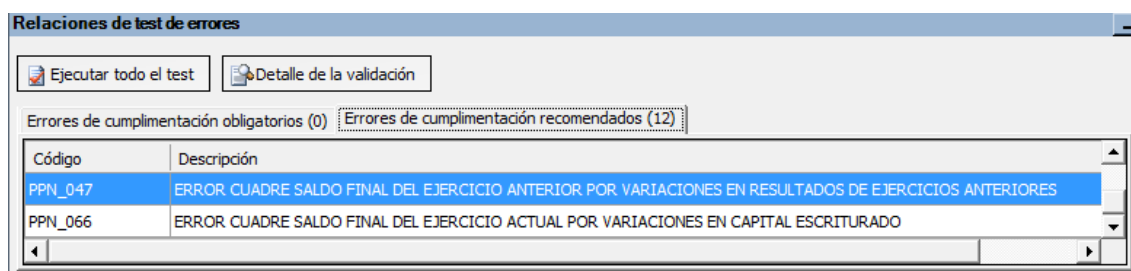 Relaciones de test de errores
Ejecutar todo el test Detalle de la validación
Errores de cumplimentación obligatorios (0) Errores de cumplimentación recomendados (12)
Código Descripción
PPN_047 ERROR CUADRE SALDO FINAL DEL EJERCICIO ANTERIOR POR VARIACIONES EN RESULTADOS DE EJERCICIOS ANTERIORES
PPN_066 ERROR CUADRE SALDO FINAL DEL EJERCICIO ACTUAL POR VARIACIONES EN CAPITAL ESCRITURADO